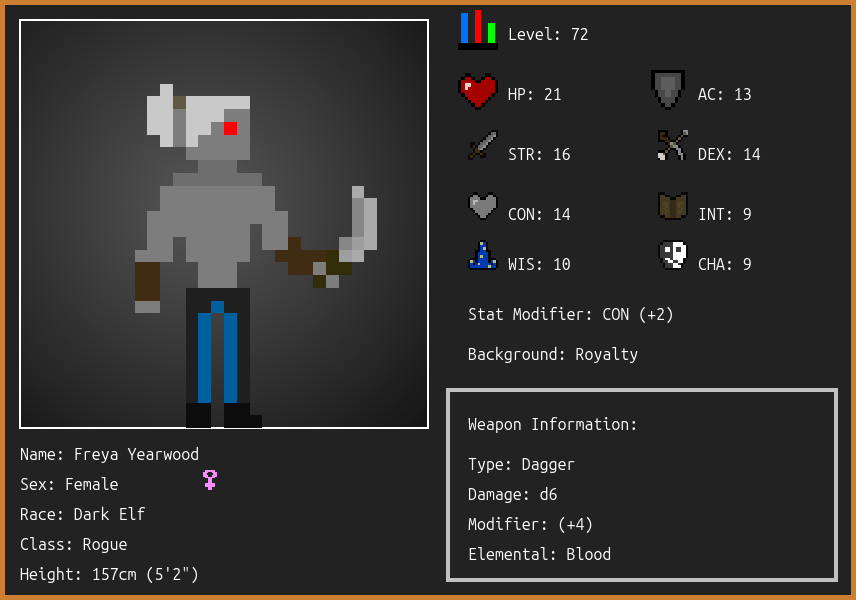 Level: 72
HP: 21
AC: 13
STR: 16
DEX: 14
CON: 14
INT: 9
WIS: 10
CHA: 9
Stat Modifier: CON (+2)
Background: Royalty
Weapon Information:
Type: Dagger
Damage: d6
Modifier: (+4)
Elemental: Blood
Name: Freya Yearwood
Sex: Female
Race: Dark Elf
Class: Rogue
Height: 157cm (5'2")